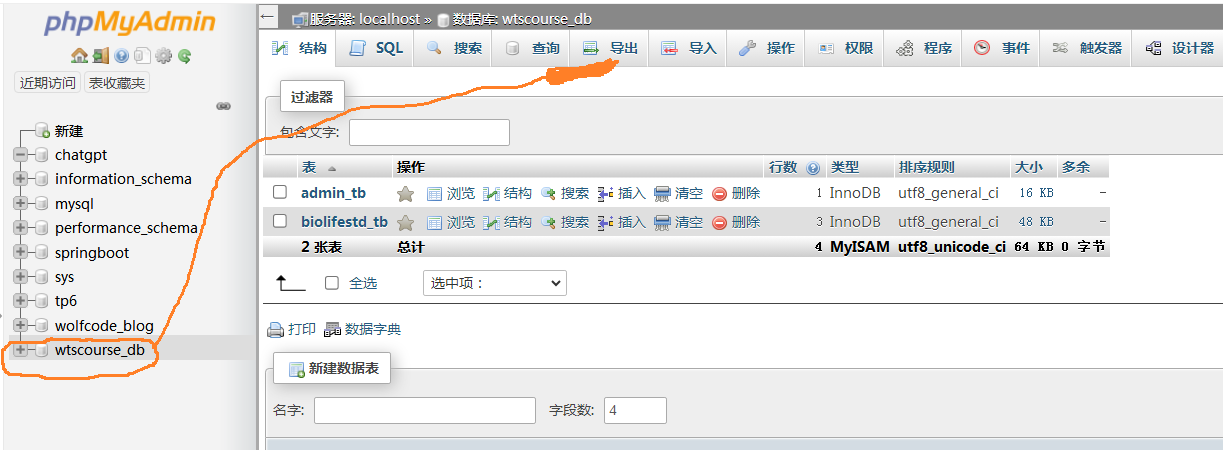 phpMyAdmin
近期访问 表收藏夹
新建
chatgpt
information_schema
mysql
performance_schema
springboot
sys
tp6
wolfcode_blog
wtscourse_db
服务器: localhost » 数据库: wtscourse_db
结构 SQL 搜索 查询 导出 导入 操作 权限 程序 事件 触发器 设计器
过滤器
包含文字:
表 操作 行数 类型 排序规则 大小 多余
admin_tb 浏览 结构 搜索 插入 清空 删除 1 InnoDB utf8_general_ci 16 KB -
biolifestd_tb 浏览 结构 搜索 插入 清空 删除 3 InnoDB utf8_general_ci 48 KB -
2 张表 总计 4 MyISAM utf8_unicode_ci 64 KB 0 字节
全选 选中项：
打印 数据字典
新建数据表
名字: 字段数: 4